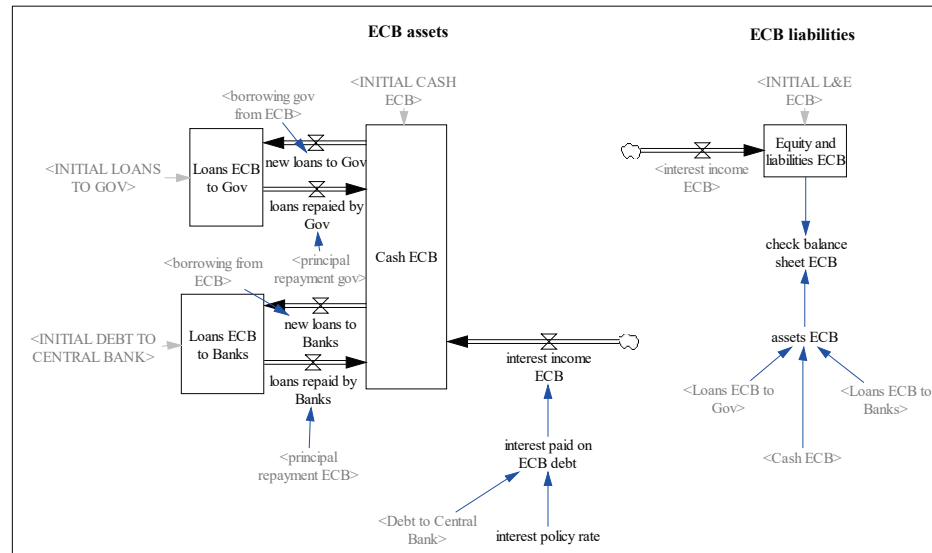 ECB assets
ECB liabilities
<INITIAL CASH
ECB>
<INITIAL L&E
ECB>
<borrowing gov
from ECB>
new loans to Gov
Loans ECB
to Gov
<INITIAL LOANS
TO GOV>
loans repaied by
Gov
<principal
repayment gov>
Cash ECB
Equity and
liabilities ECB
<interest income
ECB>
check balance
sheet ECB
<borrowing from
ECB>
new loans to
Banks
Loans ECB
to Banks
<INITIAL DEBT TO
CENTRAL BANK>
loans repaid by
Banks
<principal
repayment ECB>
interest income
ECB
assets ECB
<Loans ECB to
Gov>
<Loans ECB to
Banks>
<Cash ECB>
interest paid on
ECB debt
<Debt to Central
Bank>
interest policy rate